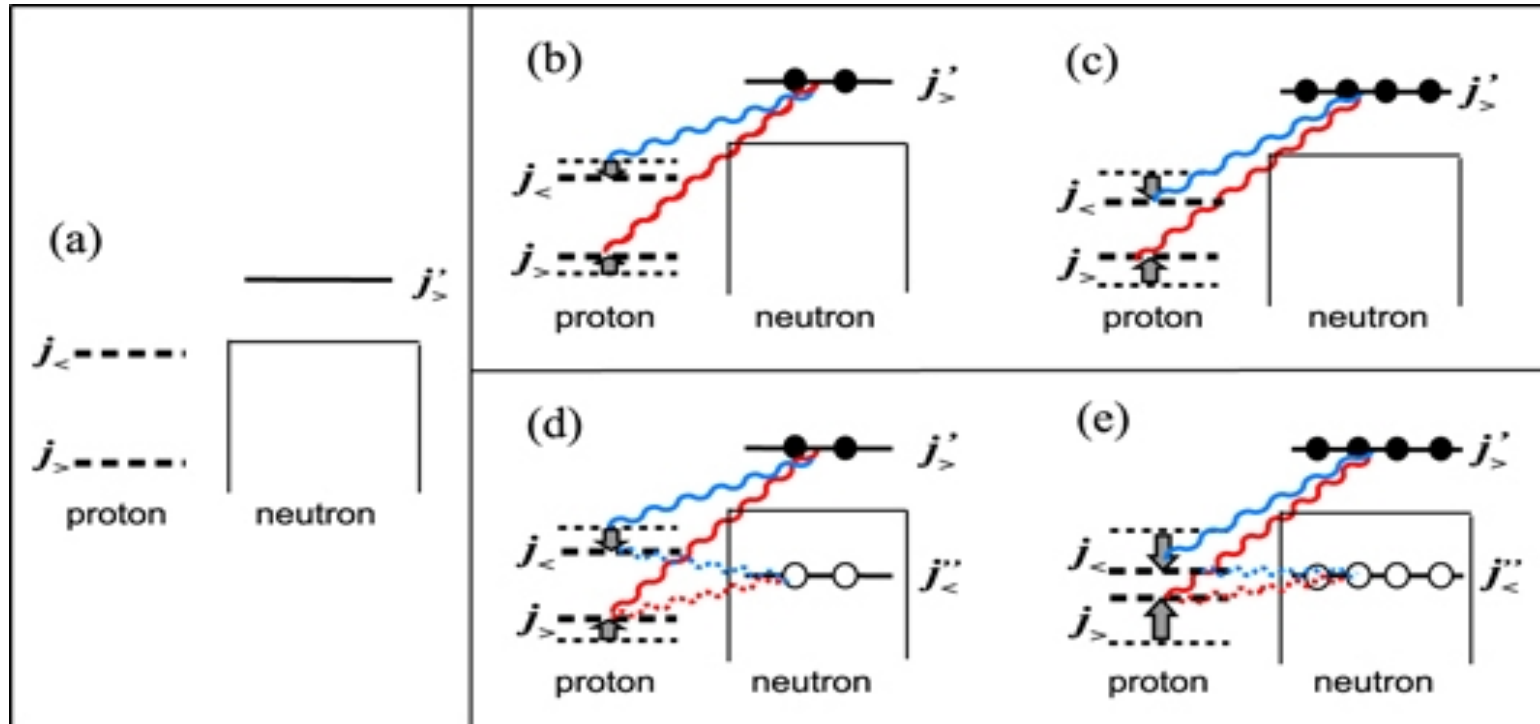 (a)
j'>
j<
j>
proton neutron
(b)
j'>
j<
j>
proton neutron
(c)
j'>
j<
j>
proton neutron
(d)
j'>
j<
j''<
j>
proton neutron
(e)
j'>
j<
j''<
j>
proton neutron